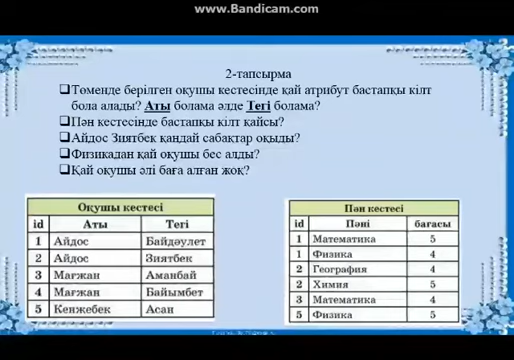 www.Bandicam.com
2-тапсырма
❑Төменде берілген оқушы кестесінде қай атрибут бастапқы кілт
бола алады? Аты болама әлде Тегі болама?
❑Пән кестесінде бастапқы кілт қайсы?
❑Айдос Зиятбек қандай сабақтар оқыды?
❑Физикадан қай оқушы бес алды?
❑Қай оқушы әлі баға алған жоқ?
Оқушы кестесі
id Аты Тегі
1 Айдос Байдәулет
2 Айдос Зиятбек
3 Мағжан Аманбай
4 Мағжан Байымбет
5 Кенжебек Асан
Пән кестесі
id Пәні бағасы
1 Математика 5
1 Физика 4
2 География 4
2 Химия 5
3 Математика 4
5 Физика 5